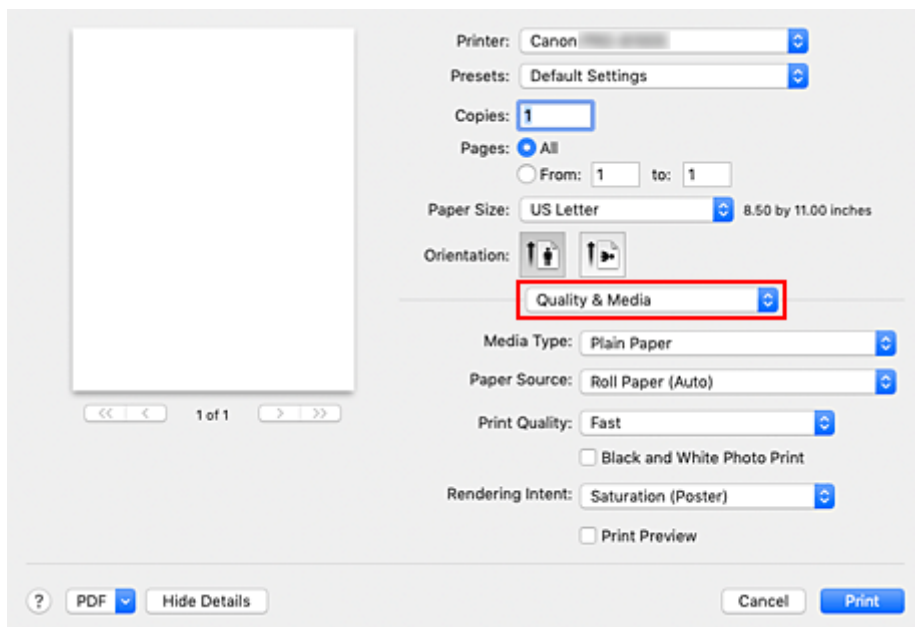 Printer: Canon
Presets: Default Settings
Copies: 1
Pages: All
From: 1 to: 1
Paper Size: US Letter 8.50 by 11.00 inches
Orientation:
Quality & Media
Media Type: Plain Paper
Paper Source: Roll Paper (Auto)
<< < 1 of 1 > >>
Print Quality: Fast
Black and White Photo Print
Rendering Intent: Saturation (Poster)
Print Preview
? PDF Hide Details Cancel Print